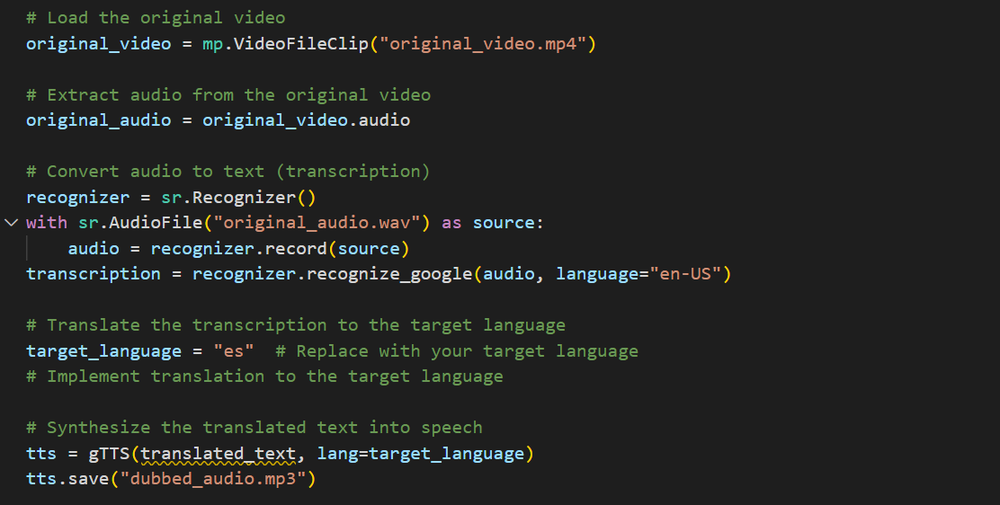 # Load the original video
original_video = mp.VideoFileClip("original_video.mp4")
# Extract audio from the original video
original_audio = original_video.audio
# Convert audio to text (transcription)
recognizer = sr.Recognizer()
with sr.AudioFile("original_audio.wav") as source:
    audio = recognizer.record(source)
transcription = recognizer.recognize_google(audio, language="en-US")
# Translate the transcription to the target language
target_language = "es"  # Replace with your target language
# Implement translation to the target language
# Synthesize the translated text into speech
tts = gTTS(translated_text, lang=target_language)
tts.save("dubbed_audio.mp3")